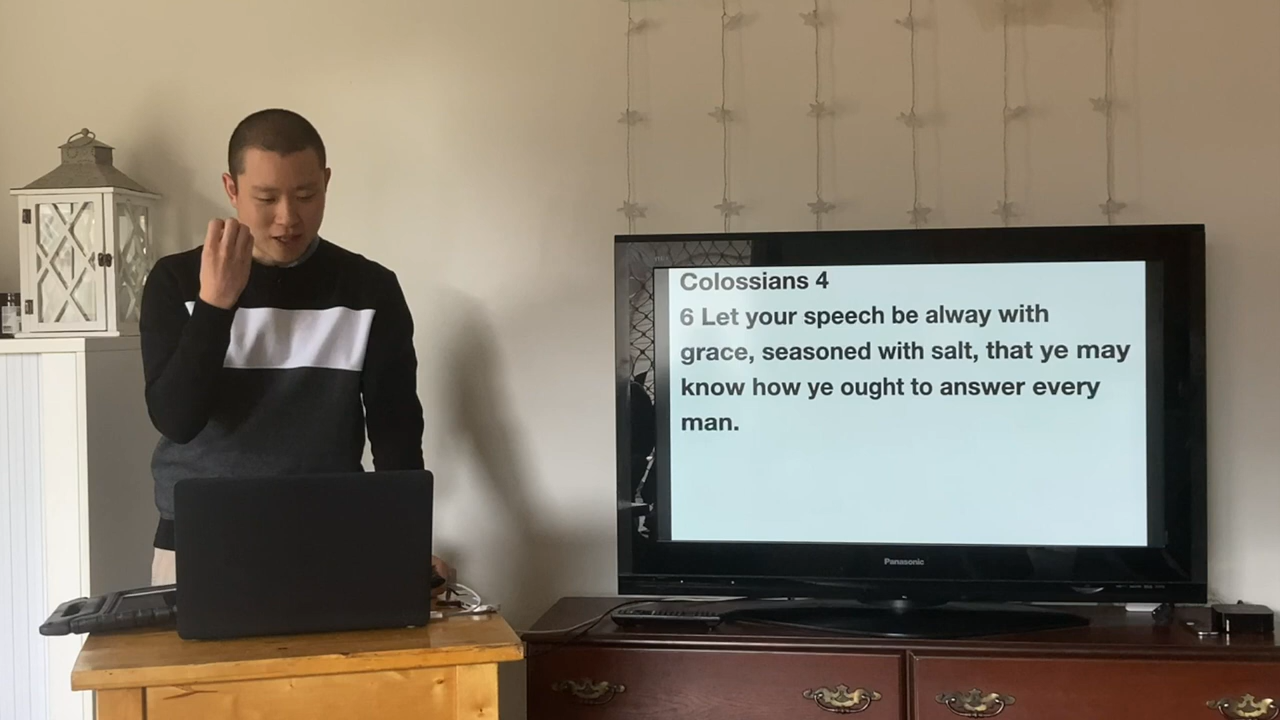 Colossians 4
6 Let your speech be alway with
grace, seasoned with salt, that ye may
know how ye ought to answer every
man.
Panasonic